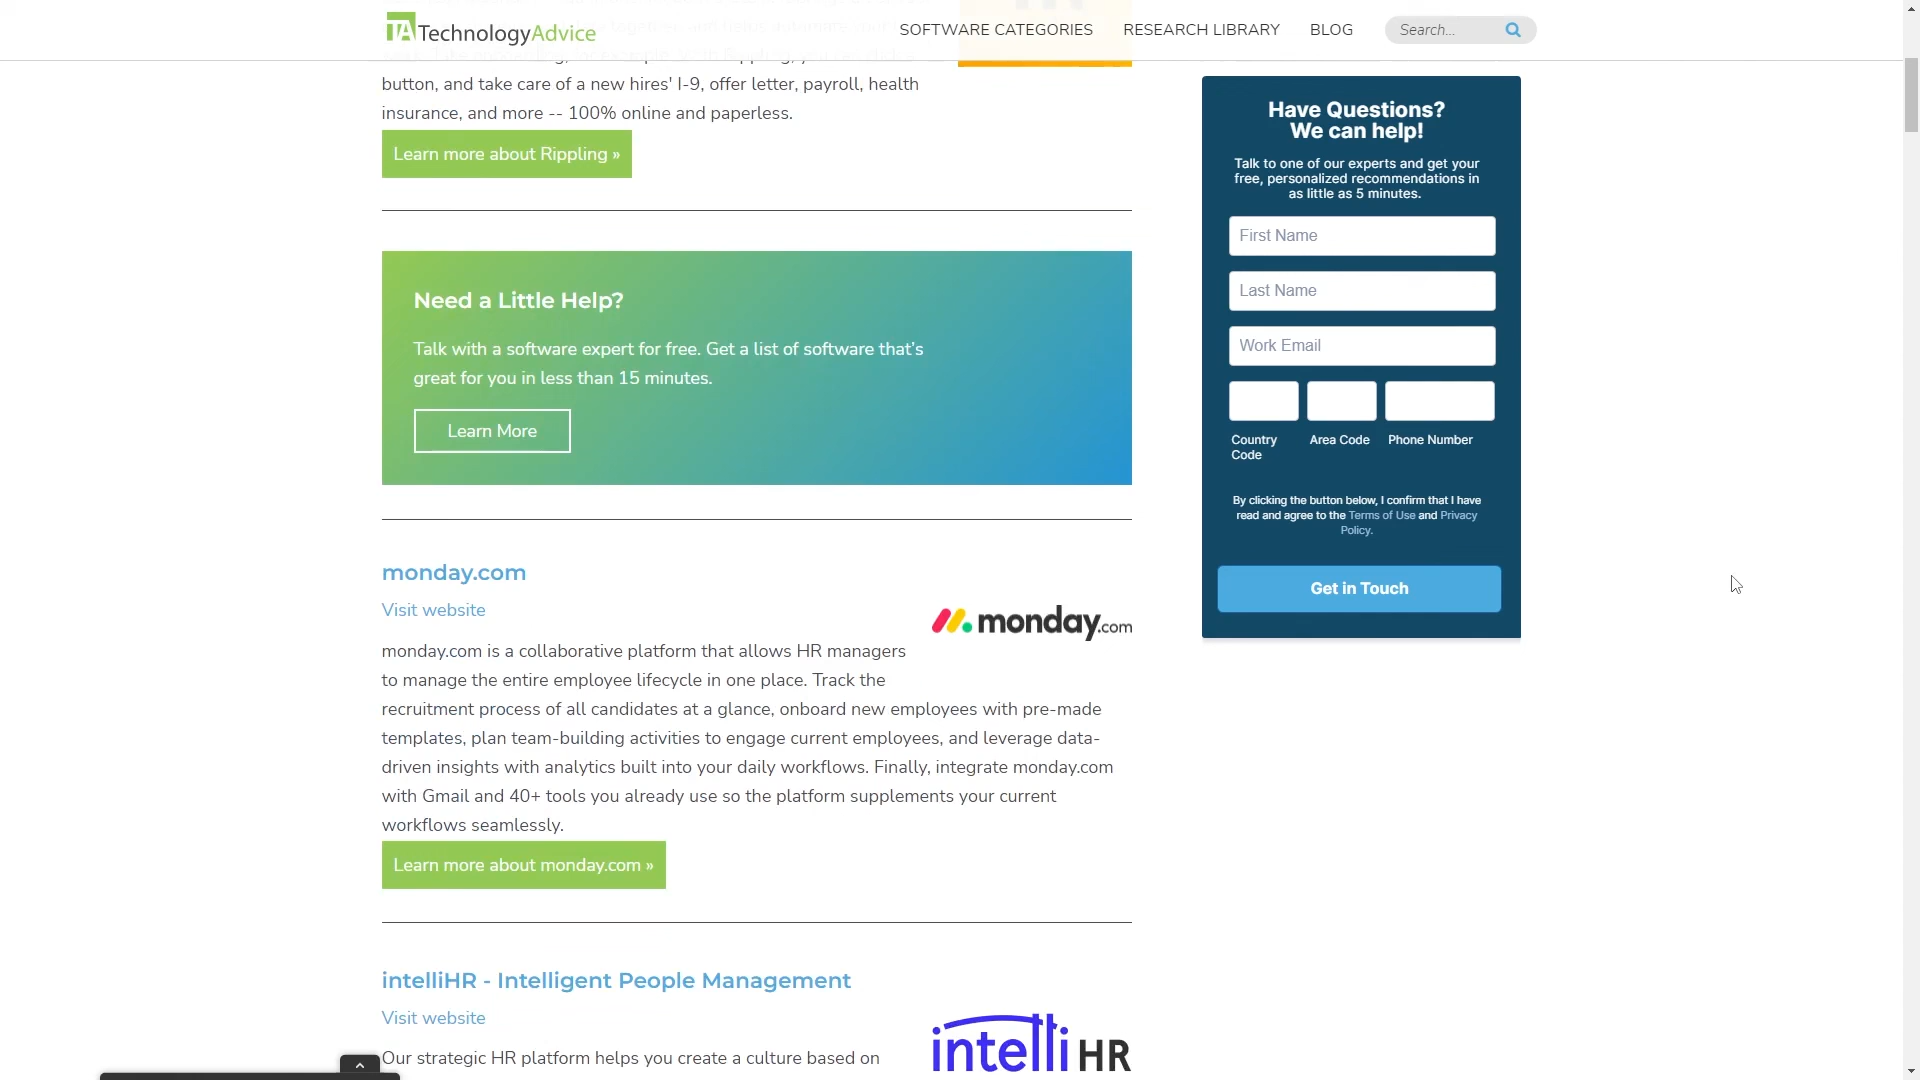 TA TechnologyAdvice
SOFTWARE CATEGORIES
RESEARCH LIBRARY
BLOG
Search...
button, and take care of a new hires' I-9, offer letter, payroll, health
insurance, and more -- 100% online and paperless.
Learn more about Rippling »
Need a Little Help?
Talk with a software expert for free. Get a list of software that's
great for you in less than 15 minutes.
Learn More
monday.com
Visit website
monday.com
monday.com is a collaborative platform that allows HR managers
to manage the entire employee lifecycle in one place. Track the
recruitment process of all candidates at a glance, onboard new employees with pre-made
templates, plan team-building activities to engage current employees, and leverage data-
driven insights with analytics built into your daily workflows. Finally, integrate monday.com
with Gmail and 40+ tools you already use so the platform supplements your current
workflows seamlessly.
Learn more about monday.com »
intelliHR - Intelligent People Management
Visit website
intelli HR
Our strategic HR platform helps you create a culture based on
Have Questions?
We can help!
Talk to one of our experts and get your
free, personalized recommendations in
as little as 5 minutes.
First Name
Last Name
Work Email
Country
Code
Area Code
Phone Number
By clicking the button below, I confirm that I have
read and agree to the Terms of Use and Privacy
Policy.
Get in Touch